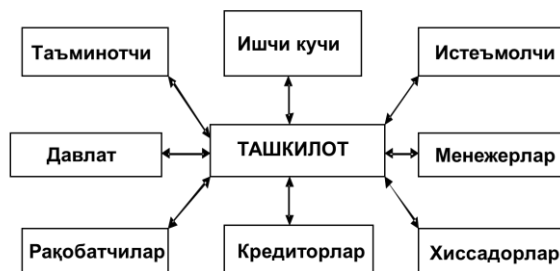 Таъминотчи
Ишчи кучи
Истеъмолчи
Давлат
ТАШКИЛОТ
Менежерлар
Рақобатчилар
Кредиторлар
Хиссадорлар